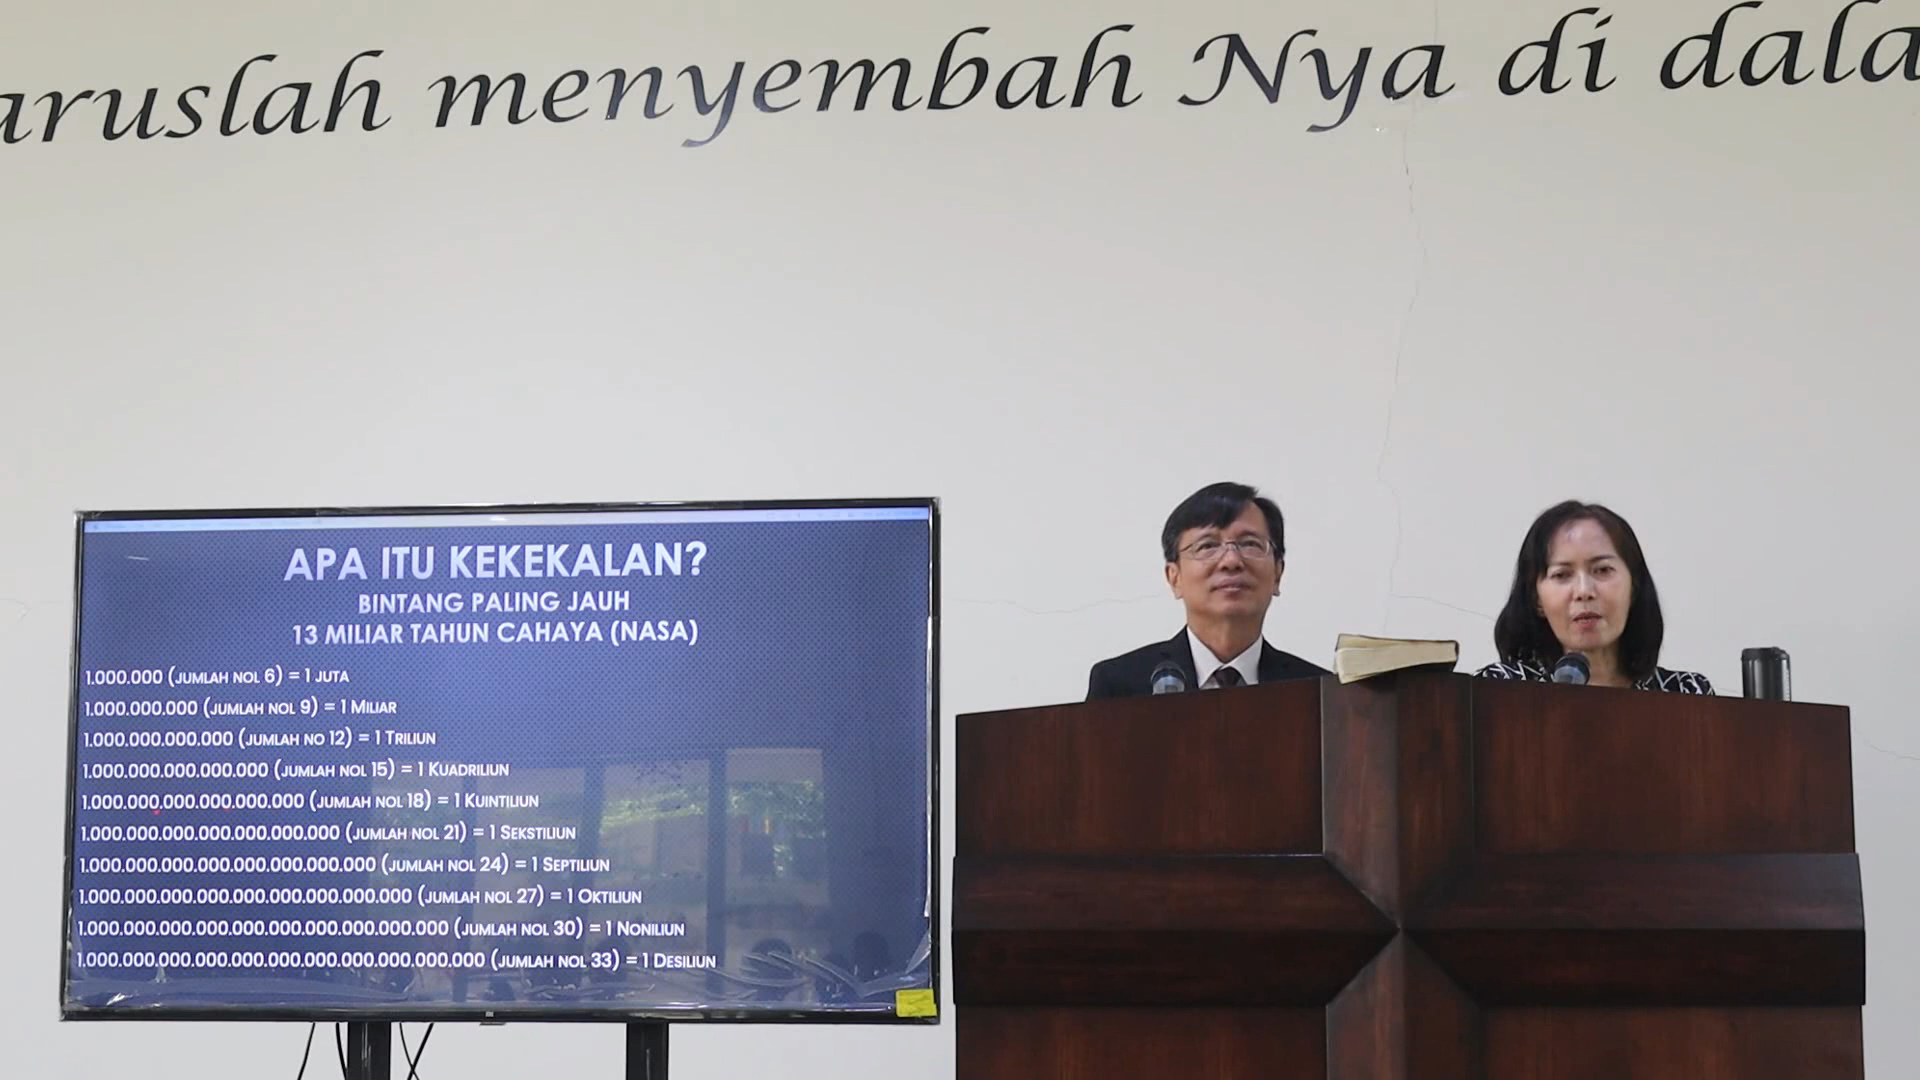 aruslah menyembah Nya di dala
APA ITU KEKEKALAN?
BINTANG PALING JAUH
13 MILIAR TAHUN CAHAYA (NASA)
1.000.000 (JUMLAH NOL 6) = 1 JUTA
1.000.000.000 (JUMLAH NOL 9) = 1 MILIAR
1.000.000.000.000 (JUMLAH NO 12) = 1 TRILIUN
1.000.000.000.000.000 (JUMLAH NOL 15) = 1 KUADRILIUN
1.000.000.000.000.000.000 (JUMLAH NOL 18) = 1 KUINTILIUN
1.000.000.000.000.000.000.000 (JUMLAH NOL 21) = 1 SEKSTILIUN
1.000.000.000.000.000.000.000.000 (JUMLAH NOL 24) = 1 SEPTILIUN
1.000.000.000.000.000.000.000.000.000 (JUMLAH NOL 27) = 1 OKTILIUN
1.000.000.000.000.000.000.000.000.000.000 (JUMLAH NOL 30) = 1 NONILIUN
1.000.000.000.000.000.000.000.000.000.000.000 (JUMLAH NOL 33) = 1 DESILIUN